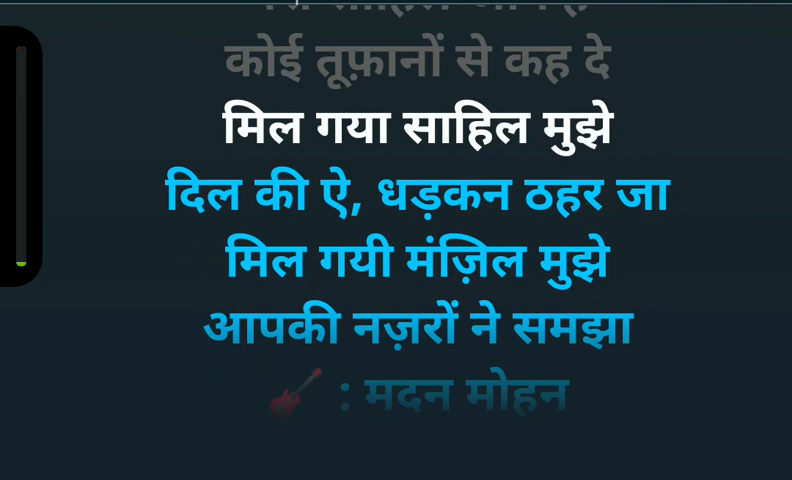 कोई तूफ़ानों से कह दे
मिल गया साहिल मुझे
दिल की ऐ, धड़कन ठहर जा
मिल गयी मंज़िल मुझे
आपकी नज़रों ने समझा
: मदन मोहन